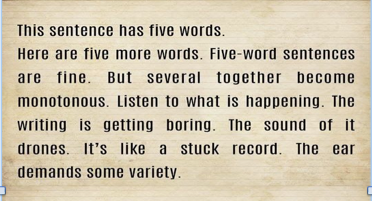 This sentence has five words.
Here are five more words. Five-word sentences
are fine. But several together become
monotonous. Listen to what is happening. The
writing is getting boring. The sound of it
drones. It's like a stuck record. The ear
demands some variety.